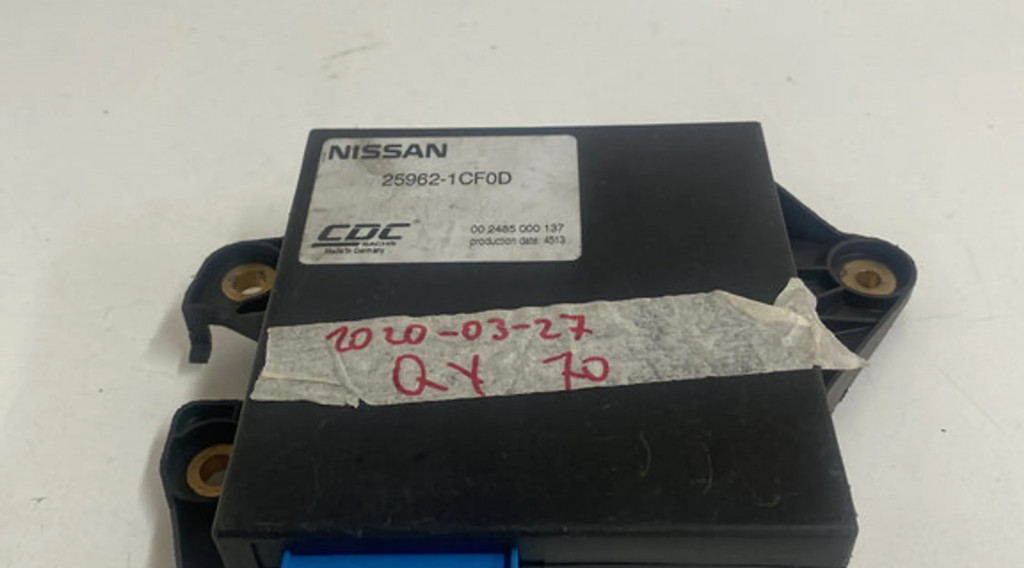 NISSAN
25962-1CF0D
CDC
SACHS
Made in Germany
00 2485 000 137
production date: 4513
2020-03-27
QX 70